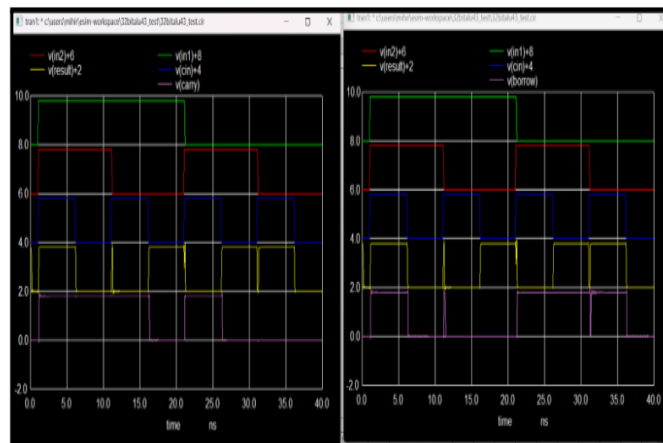 tran1: * c:\users\mihir\esim-workspace\32bitalu43_test\32bitalu43_test.cir
v(in2)+6 v(in1)+8
v(result)+2 v(cin)+4
v(carry)
10.0
8.0
6.0
4.0
2.0
0.0
-2.0
0.0 5.0 10.0 15.0 20.0 25.0 30.0 35.0 40.0
time ns
tran1: * c:\users\mihir\esim-workspace\32bitalu43_test\32bitalu43_test.cir
v(in2)+6 v(in1)+8
v(result)+2 v(cin)+4
v(borrow)
10.0
8.0
6.0
4.0
2.0
0.0
-2.0
0.0 5.0 10.0 15.0 20.0 25.0 30.0 35.0 40.0
time ns